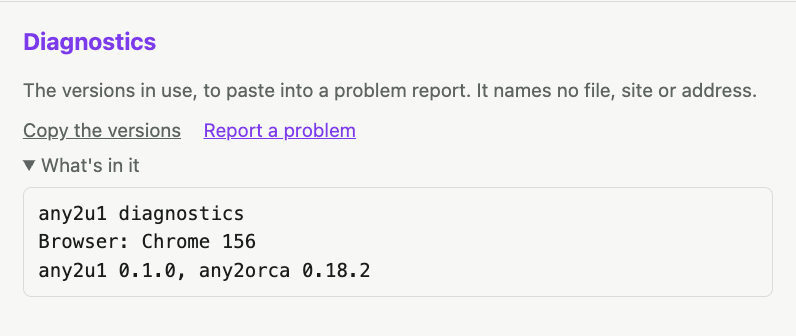 Diagnostics
The versions in use, to paste into a problem report. It names no file, site or address.
Copy the versions Report a problem
▼ What's in it
any2u1 diagnostics
Browser: Chrome 156
any2u1 0.1.0, any2orca 0.18.2